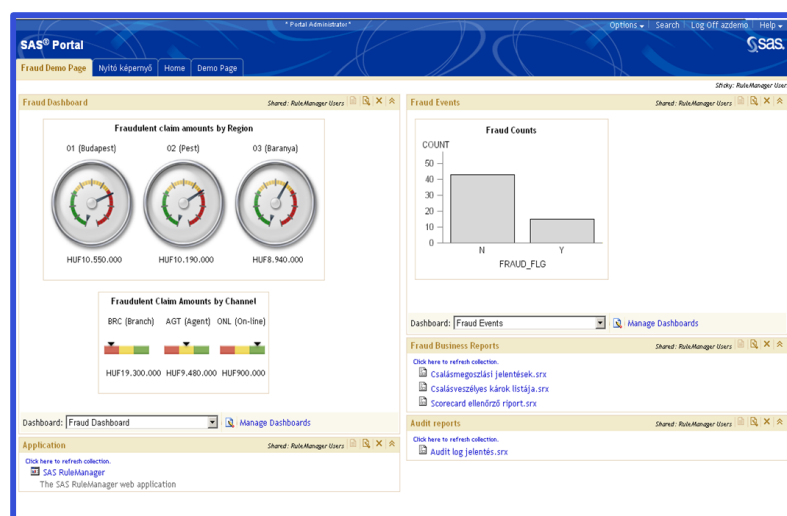 * Portal Administrator*
Options Search Log Off azdemo Help
SAS® Portal
sas.
Fraud Demo Page Nyitó képernyő Home Demo Page
Sticky: RuleManager User
Fraud Dashboard Shared: RuleManager Users
Fraudulent claim amounts by Region
01 (Budapest) 02 (Pest) 03 (Baranya)
HUF10.550.000 HUF10.190.000 HUF8.940.000
Fraudulent Claim Amounts by Channel
BRC (Branch) AGT (Agent) ONL (On-line)
HUF19.300.000 HUF9.480.000 HUF900.000
Dashboard: Fraud Dashboard Manage Dashboards
Application Shared: RuleManager Users
Click here to refresh collection.
SAS RuleManager
The SAS RuleManager web application
Fraud Events Shared: RuleManager Users
Fraud Counts
COUNT
50
40
30
20
10
0
N Y
FRAUD_FLG
Dashboard: Fraud Events Manage Dashboards
Fraud Business Reports Shared: RuleManager Users
Click here to refresh collection.
Csalásmegoszlási jelentések.srx
Csalásveszélyes károk listája.srx
Scorecard ellenőrző riport.srx
Audit reports Shared: RuleManager Users
Click here to refresh collection.
Audit log jelentés.srx